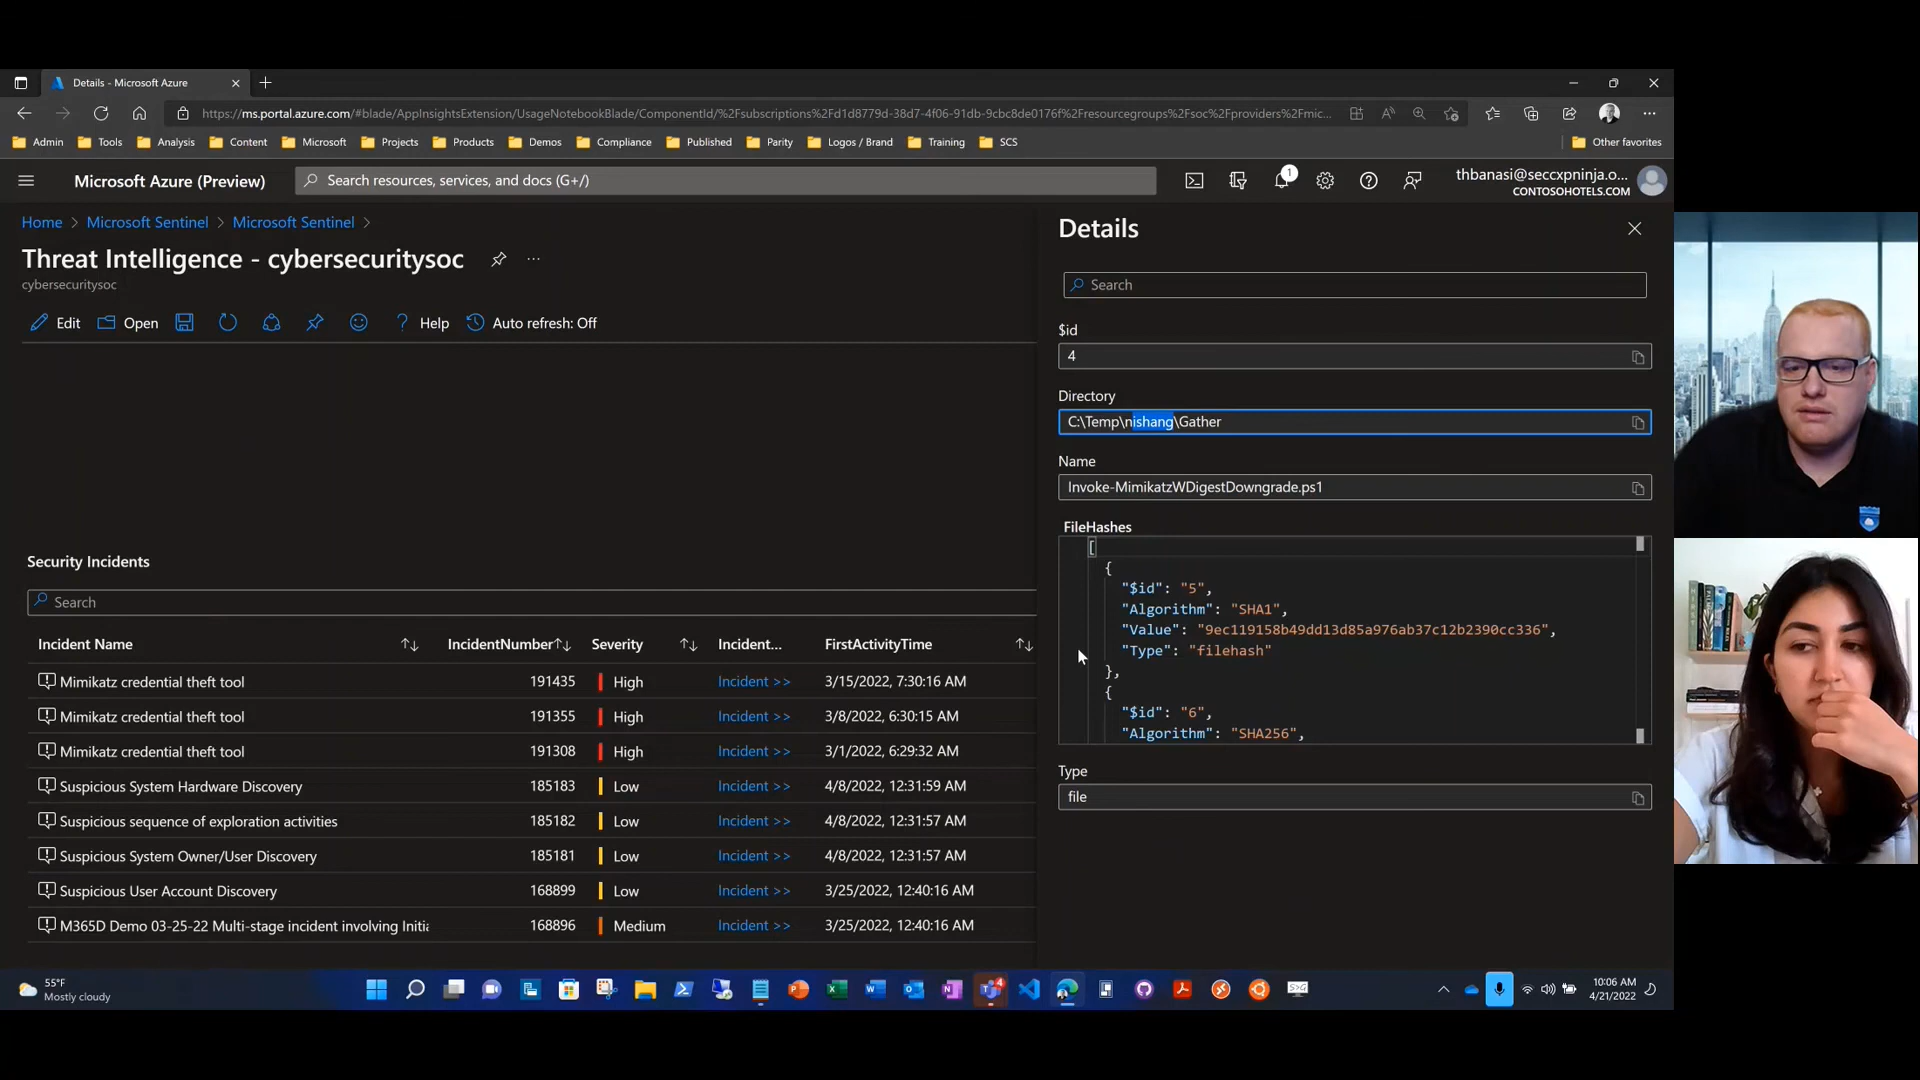 Details - Microsoft Azure
https://ms.portal.azure.com/#blade/AppInsightsExtension/UsageNotebookBlade/ComponentId/%2Fsubscriptions%2Fd1d8779d-38d7-4f06-91db-9cbc8de0176f%2Fresourcegroups%2Fsoc%2Fproviders%2Fmic...
Admin Tools Analysis Content Microsoft Projects Products Demos Compliance Published Parity Logos / Brand Training SCS Other favorites
Microsoft Azure (Preview)
Search resources, services, and docs (G+/)
1
thbanasi@seccxpninja.o...
CONTOSOHOTELS.COM
Home > Microsoft Sentinel > Microsoft Sentinel >
Threat Intelligence - cybersecuritysoc
cybersecuritysoc
Edit Open Help Auto refresh: Off
Security Incidents
Search
Incident Name IncidentNumber Severity Incident... FirstActivityTime
Mimikatz credential theft tool 191435 High Incident >> 3/15/2022, 7:30:16 AM
Mimikatz credential theft tool 191355 High Incident >> 3/8/2022, 6:30:15 AM
Mimikatz credential theft tool 191308 High Incident >> 3/1/2022, 6:29:32 AM
Suspicious System Hardware Discovery 185183 Low Incident >> 4/8/2022, 12:31:59 AM
Suspicious sequence of exploration activities 185182 Low Incident >> 4/8/2022, 12:31:57 AM
Suspicious System Owner/User Discovery 185181 Low Incident >> 4/8/2022, 12:31:57 AM
Suspicious User Account Discovery 168899 Low Incident >> 3/25/2022, 12:40:16 AM
M365D Demo 03-25-22 Multi-stage incident involving Initi 168896 Medium Incident >> 3/25/2022, 12:40:16 AM
Details
Search
$id
4
Directory
C:\Temp\nishang\Gather
Name
Invoke-MimikatzWDigestDowngrade.ps1
FileHashes
[
{
"$id": "5",
"Algorithm": "SHA1",
"Value": "9ec119158b49dd13d85a976ab37c12b2390cc336",
"Type": "filehash"
},
{
"$id": "6",
"Algorithm": "SHA256",
Type
file
55°F
Mostly cloudy
4
10:06 AM
4/21/2022